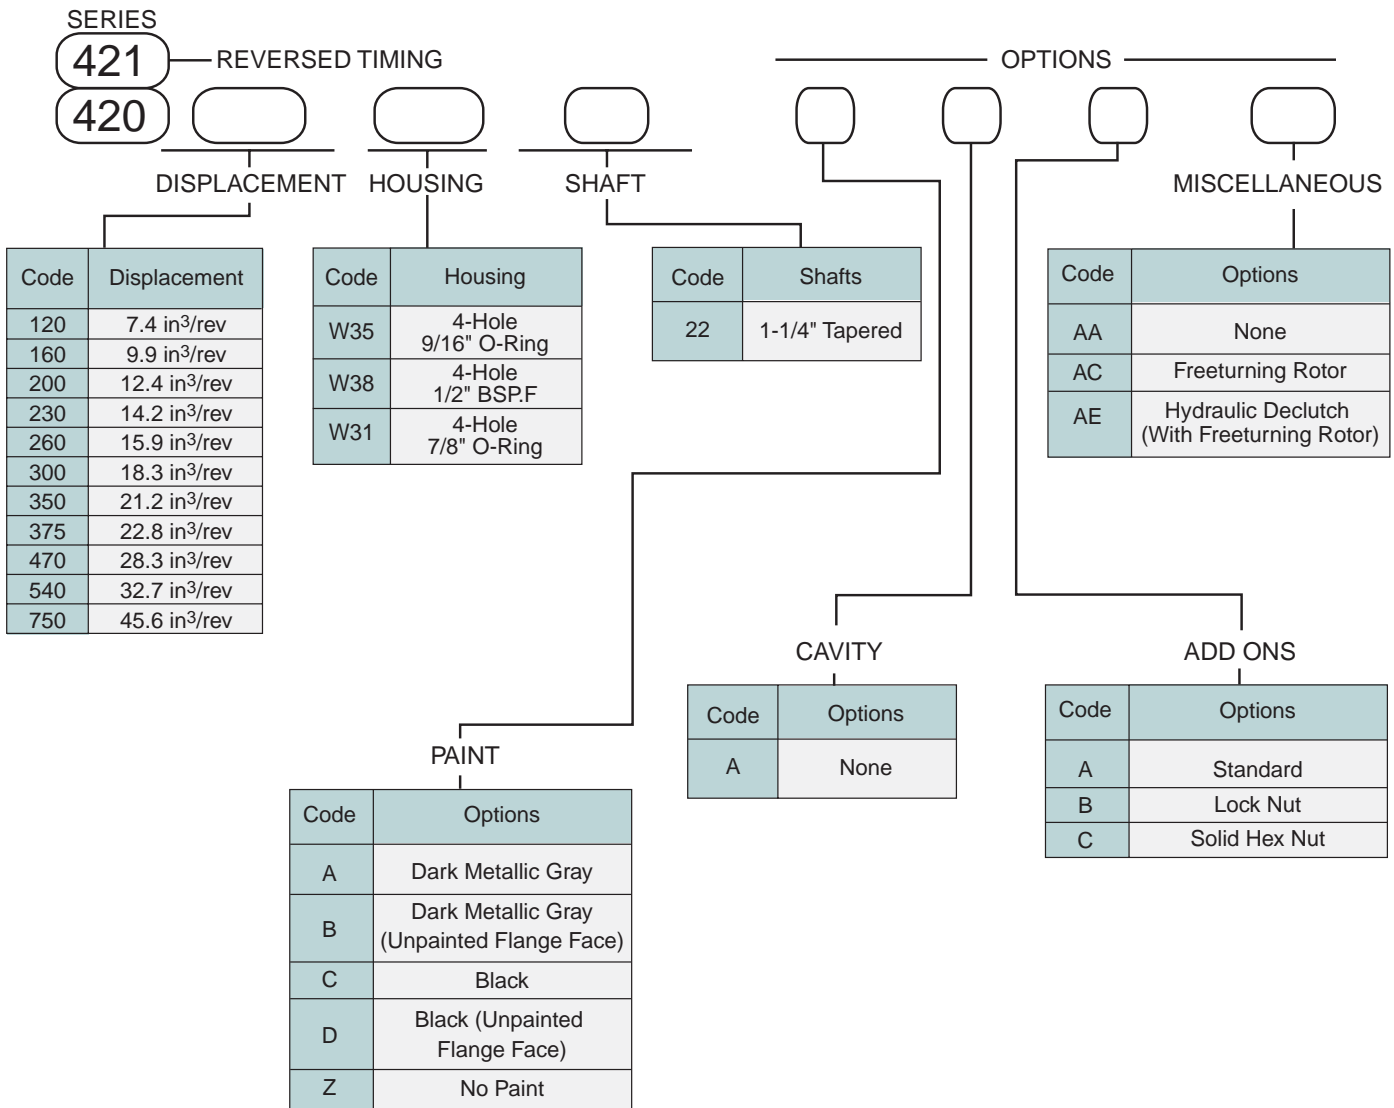 SERIES
421 REVERSED TIMING
OPTIONS
420
DISPLACEMENT HOUSING SHAFT MISCELLANEOUS
Code Displacement
120 7.4 in³/rev
160 9.9 in³/rev
200 12.4 in³/rev
230 14.2 in³/rev
260 15.9 in³/rev
300 18.3 in³/rev
350 21.2 in³/rev
375 22.8 in³/rev
470 28.3 in³/rev
540 32.7 in³/rev
750 45.6 in³/rev
Code Housing
W35 4-Hole
9/16" O-Ring
W38 4-Hole
1/2" BSP.F
W31 4-Hole
7/8" O-Ring
Code Shafts
22 1-1/4" Tapered
Code Options
AA None
AC Freeturning Rotor
AE Hydraulic Declutch
(With Freeturning Rotor)
PAINT
Code Options
A Dark Metallic Gray
B Dark Metallic Gray
(Unpainted Flange Face)
C Black
D Black (Unpainted
Flange Face)
Z No Paint
CAVITY
Code Options
A None
ADD ONS
Code Options
A Standard
B Lock Nut
C Solid Hex Nut